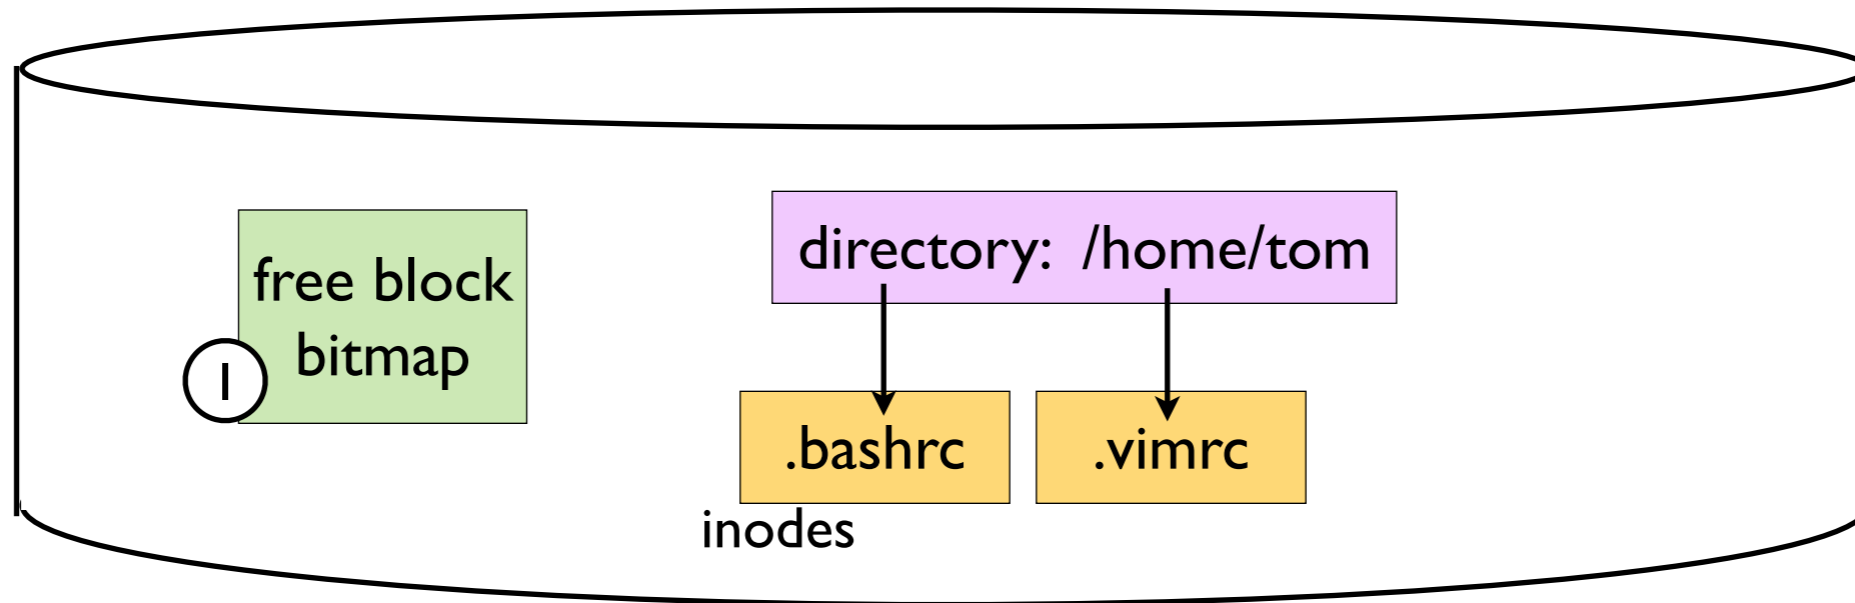 free block
bitmap
1
directory: /home/tom
.bashrc
.vimrc
inodes